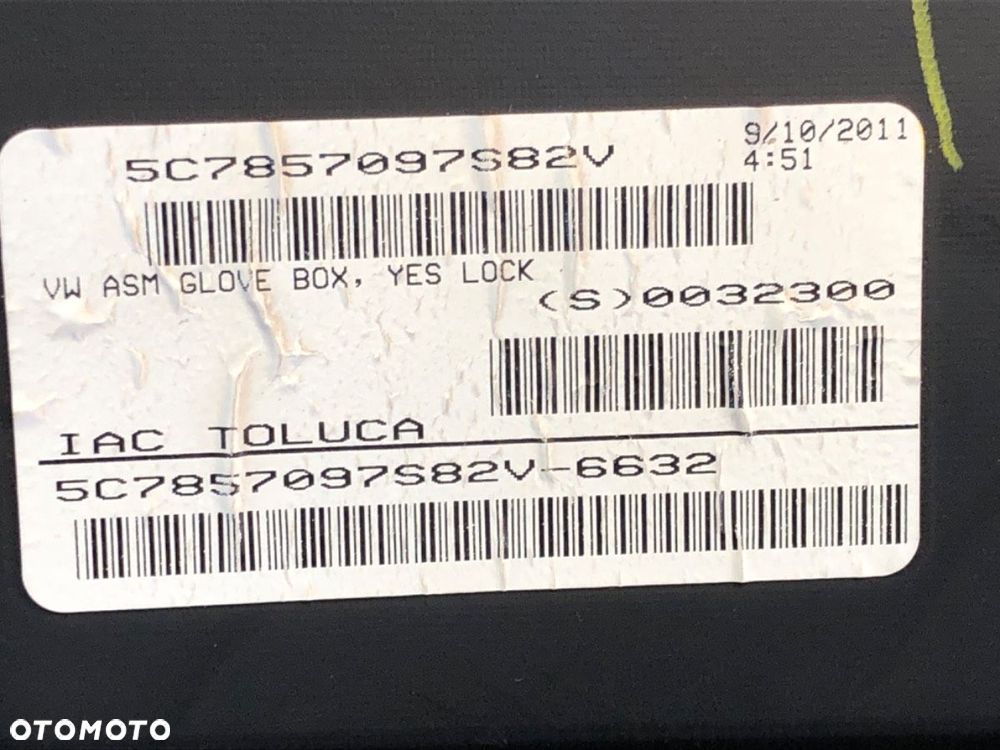 5C7857097S82V
9/10/2011
4:51
VW ASM GLOVE BOX, YES LOCK
(S)0032300
IAC TOLUCA
5C7857097S82V-6632
OTOMOTO